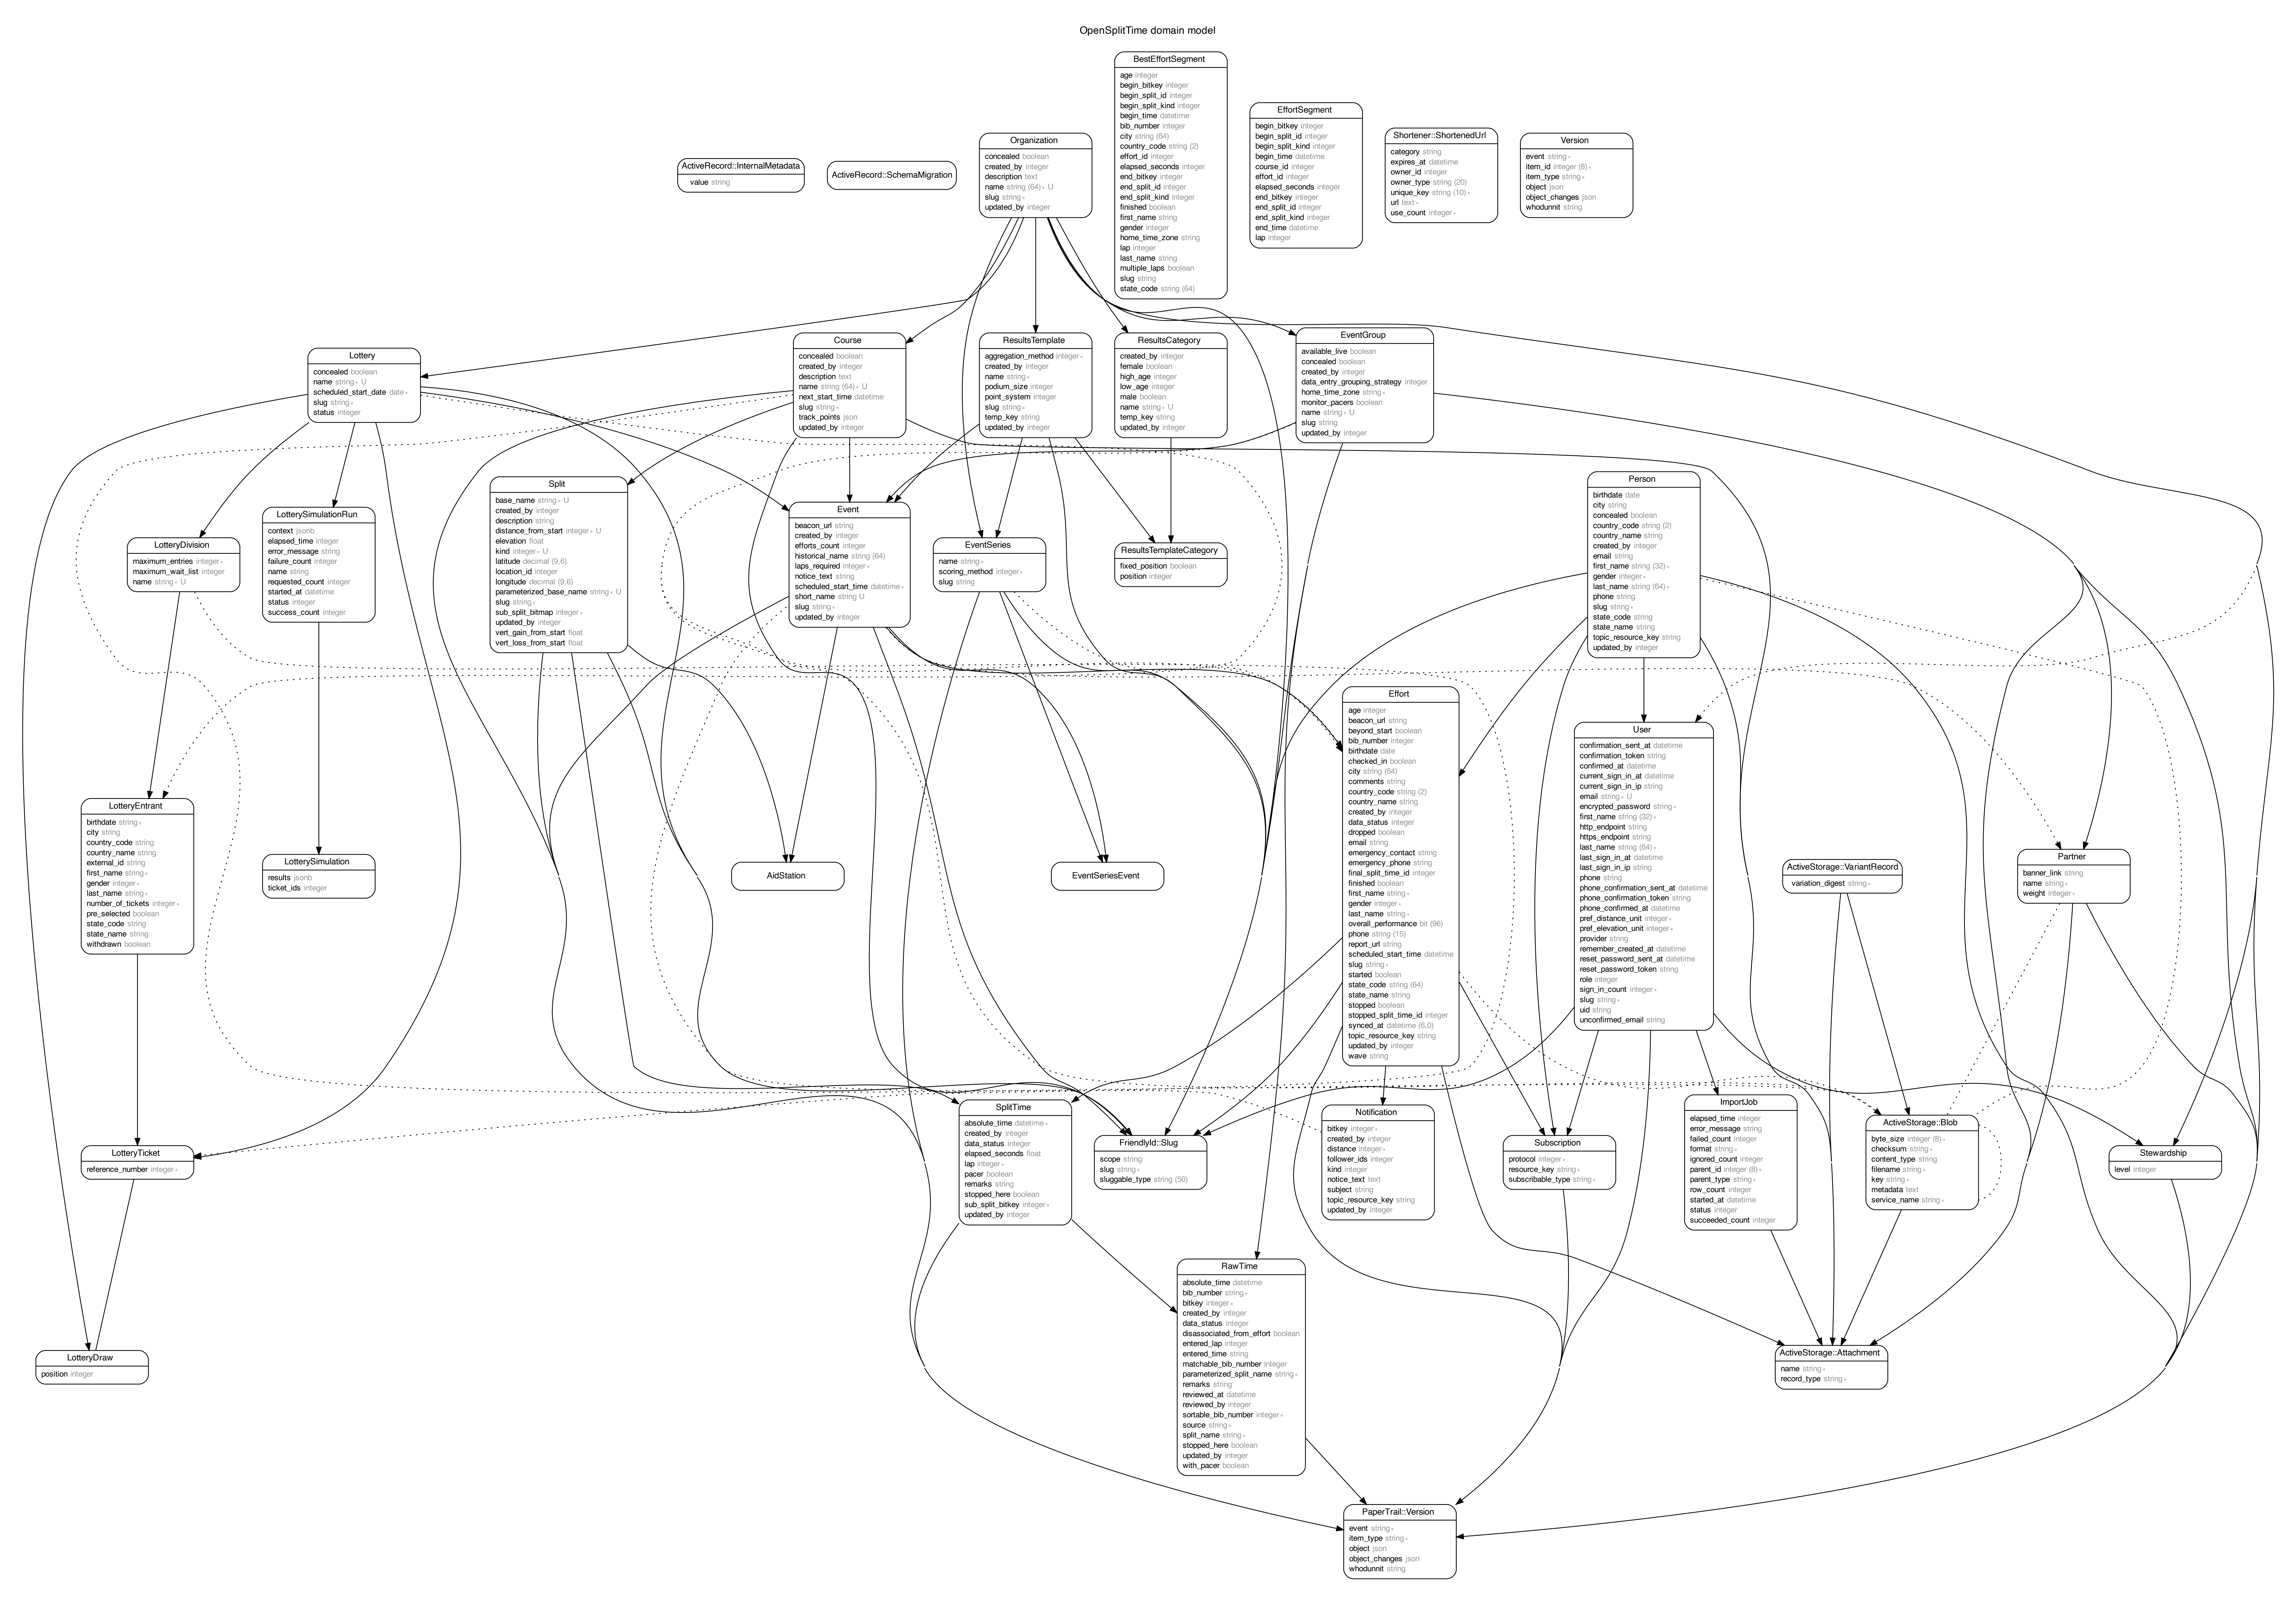 OpenSplitTime domain model
BestEffortSegment
age integer
begin_bitkey integer
begin_split_id integer
begin_split_kind integer
begin_time datetime
bib_number integer
city string (64)
country_code string (2)
effort_id integer
elapsed_seconds integer
end_bitkey integer
end_split_id integer
end_split_kind integer
finished boolean
first_name string
gender integer
home_time_zone string
lap integer
last_name string
multiple_laps boolean
slug string
state_code string (64)
EffortSegment
begin_bitkey integer
begin_split_id integer
begin_split_kind integer
begin_time datetime
course_id integer
effort_id integer
elapsed_seconds integer
end_bitkey integer
end_split_id integer
end_split_kind integer
end_time datetime
lap integer
Shortener::ShortenedUrl
category string
expires_at datetime
owner_id integer
owner_type string (20)
unique_key string (10) ∗
url text ∗
use_count integer ∗
Version
event string ∗
item_id integer (8) ∗
item_type string ∗
object json
object_changes json
whodunnit string
Organization
concealed boolean
created_by integer
description text
name string (64) ∗ U
slug string ∗
updated_by integer
ActiveRecord::InternalMetadata
value string
ActiveRecord::SchemaMigration
Lottery
concealed boolean
name string ∗ U
scheduled_start_date date ∗
slug string ∗
status integer
Course
concealed boolean
created_by integer
description text
name string (64) ∗ U
next_start_time datetime
slug string ∗
track_points json
updated_by integer
ResultsTemplate
aggregation_method integer ∗
created_by integer
name string ∗
podium_size integer
point_system integer
slug string ∗
temp_key string
updated_by integer
ResultsCategory
created_by integer
female boolean
high_age integer
low_age integer
male boolean
name string ∗ U
temp_key string
updated_by integer
EventGroup
available_live boolean
concealed boolean
created_by integer
data_entry_grouping_strategy integer
home_time_zone string ∗
monitor_pacers boolean
name string ∗ U
slug string
updated_by integer
LotteryDivision
maximum_entries integer ∗
maximum_wait_list integer
name string ∗ U
LotterySimulationRun
context jsonb
elapsed_time integer
error_message string
failure_count integer
name string
requested_count integer
started_at datetime
status integer
success_count integer
Split
base_name string ∗ U
created_by integer
description string
distance_from_start integer ∗ U
elevation float
kind integer ∗ U
latitude decimal (9,6)
location_id integer
longitude decimal (9,6)
parameterized_base_name string ∗ U
slug string ∗
sub_split_bitmap integer ∗
updated_by integer
vert_gain_from_start float
vert_loss_from_start float
Event
beacon_url string
created_by integer
efforts_count integer
historical_name string (64)
laps_required integer ∗
notice_text string
scheduled_start_time datetime ∗
short_name string U
slug string ∗
updated_by integer
EventSeries
name string ∗
scoring_method integer ∗
slug string
ResultsTemplateCategory
fixed_position boolean
position integer
Person
birthdate date
city string
concealed boolean
country_code string (2)
country_name string
created_by integer
email string
first_name string (32) ∗
gender integer ∗
last_name string (64) ∗
phone string
slug string ∗
state_code string
state_name string
topic_resource_key string
updated_by integer
Effort
age integer
beacon_url string
beyond_start boolean
bib_number integer
birthdate date
checked_in boolean
city string (64)
comments string
country_code string (2)
country_name string
created_by integer
data_status integer
dropped boolean
email string
emergency_contact string
emergency_phone string
final_split_time_id integer
finished boolean
first_name string ∗
gender integer ∗
last_name string ∗
overall_performance bit (96)
phone string (15)
report_url string
scheduled_start_time datetime
slug string ∗
started boolean
state_code string (64)
state_name string
stopped boolean
stopped_split_time_id integer
synced_at datetime (6,0)
topic_resource_key string
updated_by integer
wave string
User
confirmation_sent_at datetime
confirmation_token string
confirmed_at datetime
current_sign_in_at datetime
current_sign_in_ip string
email string ∗ U
encrypted_password string ∗
first_name string (32) ∗
http_endpoint string
https_endpoint string
last_name string (64) ∗
last_sign_in_at datetime
last_sign_in_ip string
phone string
phone_confirmation_sent_at datetime
phone_confirmation_token string
phone_confirmed_at datetime
pref_distance_unit integer ∗
pref_elevation_unit integer ∗
provider string
remember_created_at datetime
reset_password_sent_at datetime
reset_password_token string
role integer
sign_in_count integer ∗
slug string ∗
uid string
unconfirmed_email string
LotteryEntrant
birthdate string ∗
city string
country_code string
country_name string
external_id string
first_name string ∗
gender integer ∗
last_name string ∗
number_of_tickets integer ∗
pre_selected boolean
state_code string
state_name string
withdrawn boolean
LotterySimulation
results jsonb
ticket_ids integer
AidStation
EventSeriesEvent
ActiveStorage::VariantRecord
variation_digest string ∗
Partner
banner_link string
name string ∗
weight integer ∗
LotteryTicket
reference_number integer ∗
SplitTime
absolute_time datetime ∗
created_by integer
data_status integer
elapsed_seconds float
lap integer ∗
pacer boolean
remarks string
stopped_here boolean
sub_split_bitkey integer ∗
updated_by integer
FriendlyId::Slug
scope string
slug string ∗
sluggable_type string (50)
Notification
bitkey integer ∗
created_by integer
distance integer ∗
follower_ids integer
kind integer
notice_text text
subject string
topic_resource_key string
updated_by integer
Subscription
protocol integer ∗
resource_key string ∗
subscribable_type string ∗
ImportJob
elapsed_time integer
error_message string
failed_count integer
format string ∗
ignored_count integer
parent_id integer (8) ∗
parent_type string ∗
row_count integer
started_at datetime
status integer
succeeded_count integer
ActiveStorage::Blob
byte_size integer (8) ∗
checksum string ∗
content_type string
filename string ∗
key string ∗
metadata text
service_name string ∗
Stewardship
level integer
LotteryDraw
position integer
RawTime
absolute_time datetime
bib_number string ∗
bitkey integer ∗
created_by integer
data_status integer
disassociated_from_effort boolean
entered_lap integer
entered_time string
matchable_bib_number integer
parameterized_split_name string ∗
remarks string
reviewed_at datetime
reviewed_by integer
sortable_bib_number integer ∗
source string ∗
split_name string ∗
stopped_here boolean
updated_by integer
with_pacer boolean
ActiveStorage::Attachment
name string ∗
record_type string ∗
PaperTrail::Version
event string ∗
item_type string ∗
object json
object_changes json
whodunnit string